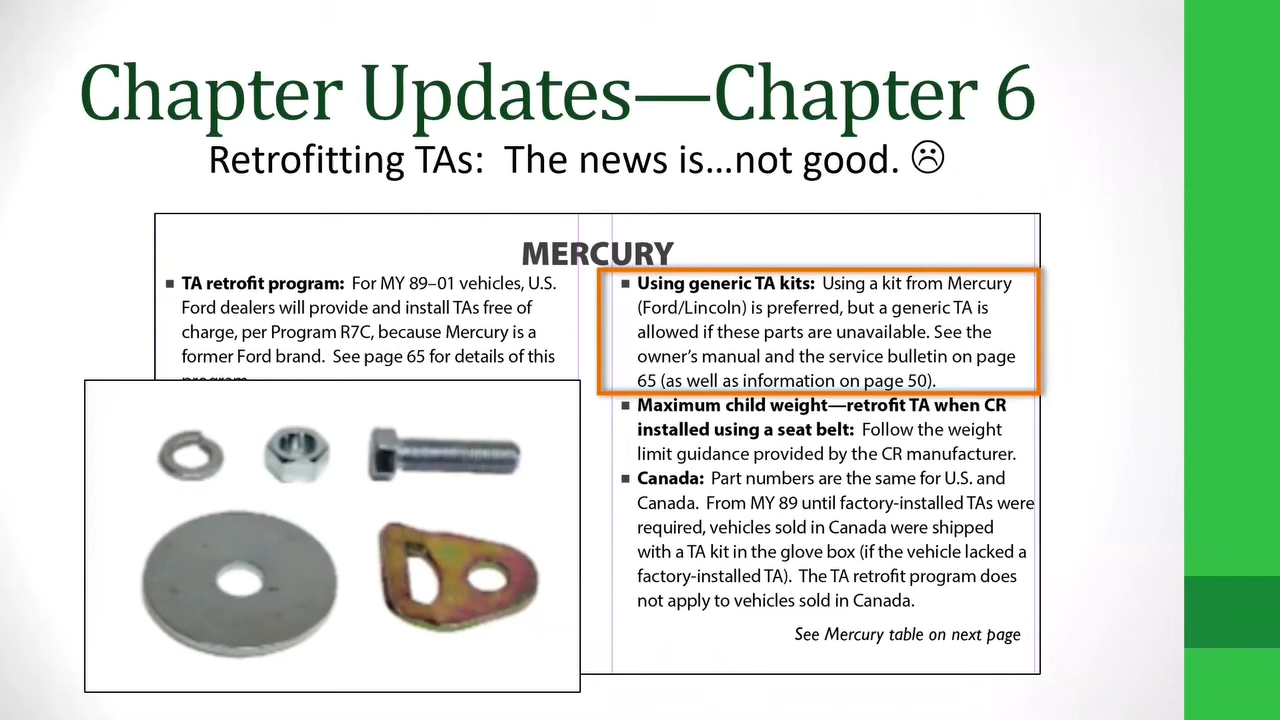 Chapter Updates—Chapter 6
Retrofitting TAs: The news is...not good. ☹
MERCURY
■ TA retrofit program: For MY 89–01 vehicles, U.S.
Ford dealers will provide and install TAs free of
charge, per Program R7C, because Mercury is a
former Ford brand. See page 65 for details of this
program.
■ Using generic TA kits: Using a kit from Mercury
(Ford/Lincoln) is preferred, but a generic TA is
allowed if these parts are unavailable. See the
owner's manual and the service bulletin on page
65 (as well as information on page 50).
■ Maximum child weight—retrofit TA when CR
installed using a seat belt: Follow the weight
limit guidance provided by the CR manufacturer.
■ Canada: Part numbers are the same for U.S. and
Canada. From MY 89 until factory-installed TAs were
required, vehicles sold in Canada were shipped
with a TA kit in the glove box (if the vehicle lacked a
factory-installed TA). The TA retrofit program does
not apply to vehicles sold in Canada.
See Mercury table on next page